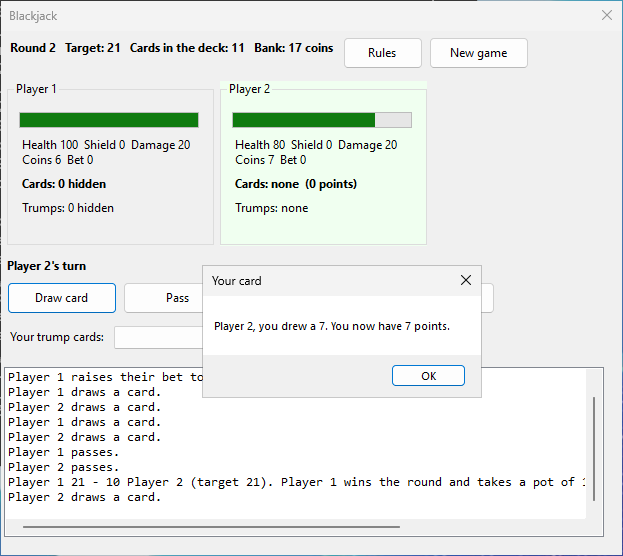 Blackjack
Round 2 Target: 21 Cards in the deck: 11 Bank: 17 coins
Rules
New game
Player 1
Health 100 Shield 0 Damage 20
Coins 6 Bet 0
Cards: 0 hidden
Trumps: 0 hidden
Player 2
Health 80 Shield 0 Damage 20
Coins 7 Bet 0
Cards: none (0 points)
Trumps: none
Player 2's turn
Draw card
Pass
Your trump cards:
Your card
Player 2, you drew a 7. You now have 7 points.
OK
Player 1 raises their bet to
Player 1 draws a card.
Player 2 draws a card.
Player 1 draws a card.
Player 2 draws a card.
Player 1 passes.
Player 2 passes.
Player 1 21 - 10 Player 2 (target 21). Player 1 wins the round and takes a pot of
Player 2 draws a card.